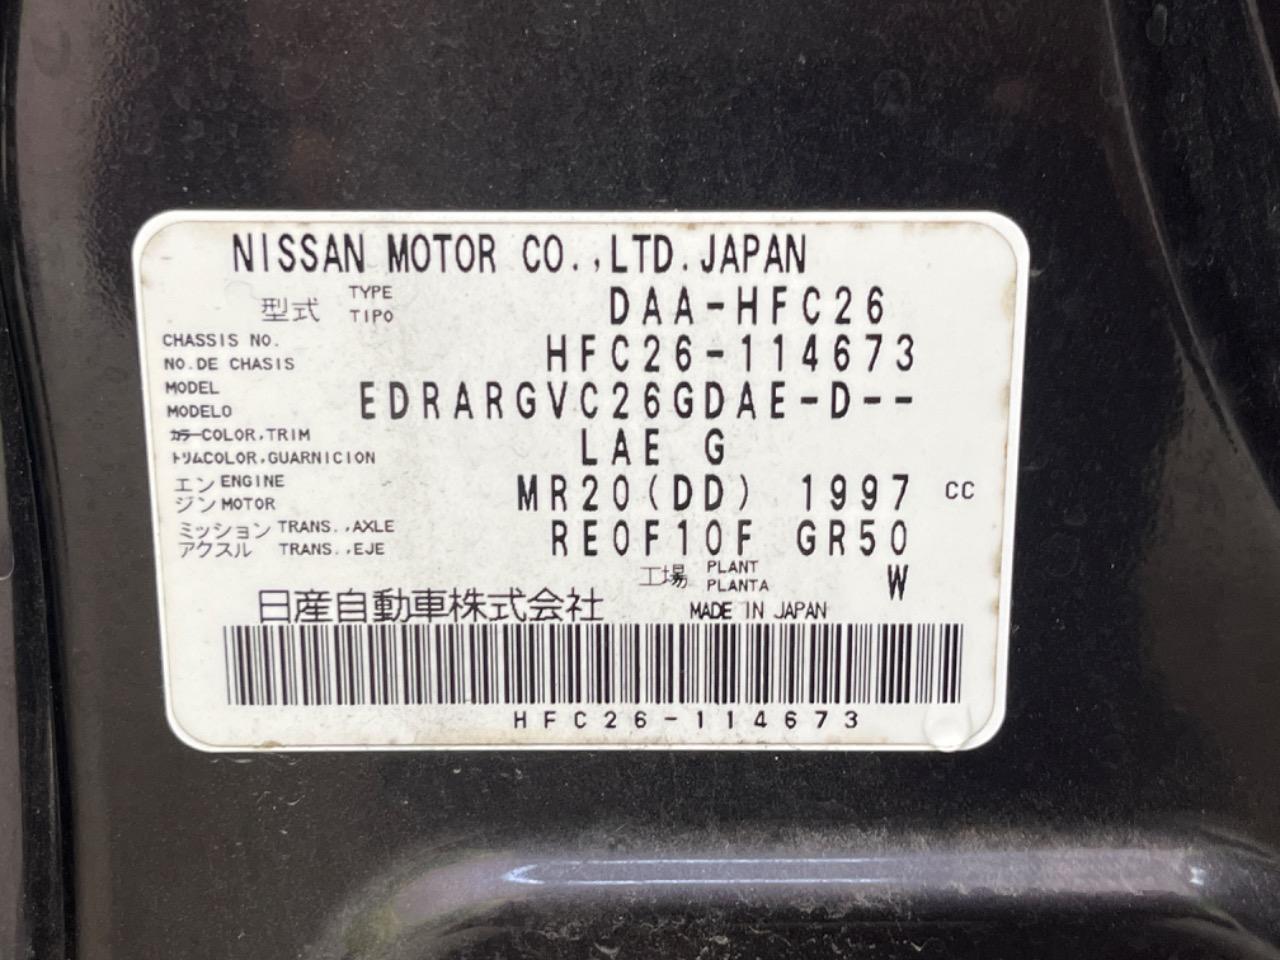 NISSAN MOTOR CO.,LTD.JAPAN
型式 TYPE TIPO DAA-HFC26
CHASSIS NO. NO.DE CHASIS HFC26-114673
MODEL MODELO EDRARGVC26GDAE-D--
カラーCOLOR,TRIM トリムCOLOR,GUARNICION LAE G
エンジン ENGINE MOTOR MR20(DD) 1997 CC
ミッション TRANS.,AXLE アクスル TRANS.,EJE RE0F10F GR50
工場 PLANT PLANTA W
日産自動車株式会社 MADE IN JAPAN
HFC26-114673